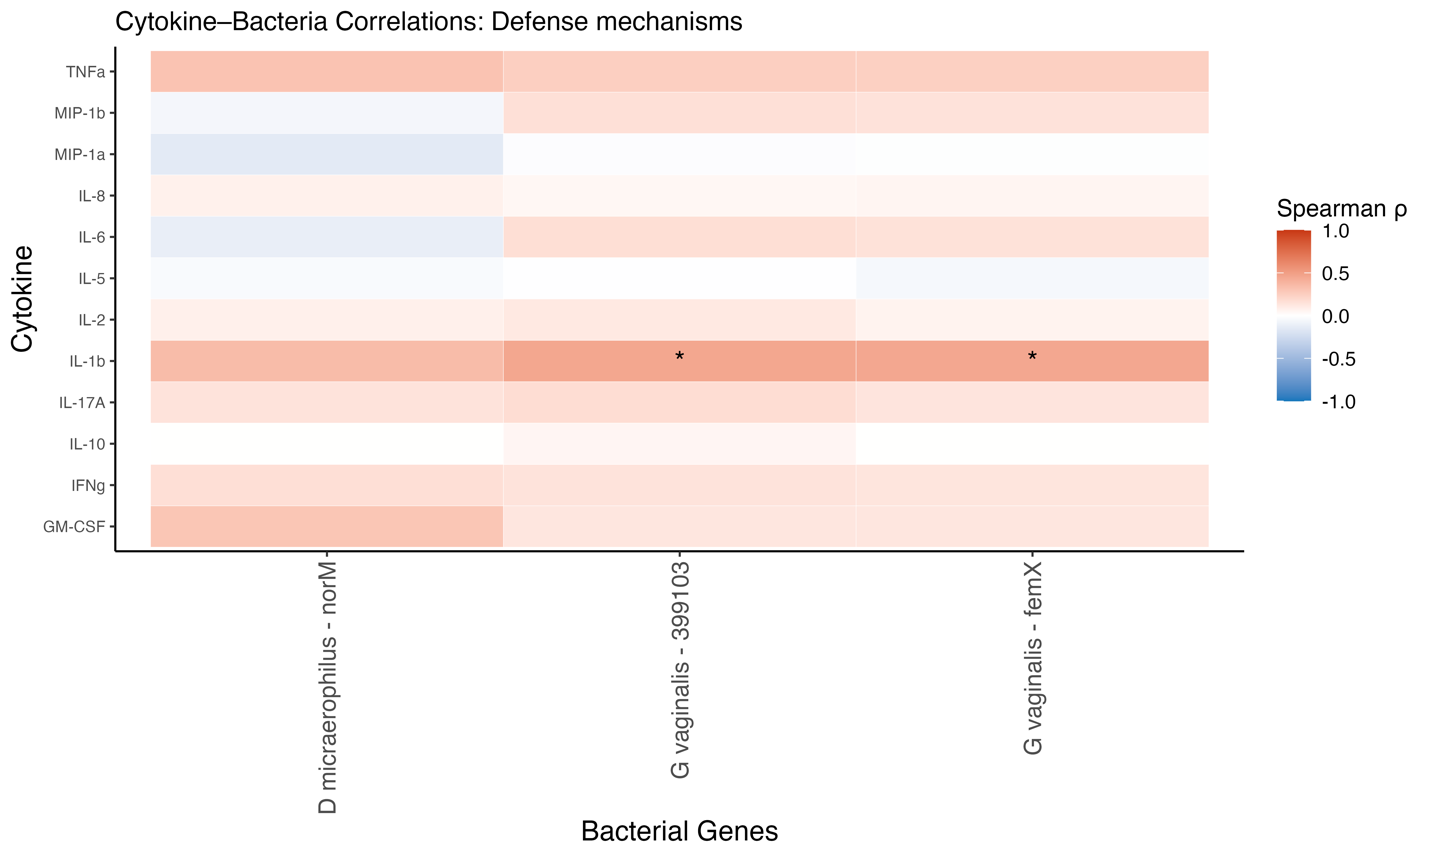 Cytokine–Bacteria Correlations: Defense mechanisms
Cytokine
TNFa
MIP-1b
MIP-1a
IL-8
IL-6
IL-5
IL-2
IL-1b
* *
IL-17A
IL-10
IFNg
GM-CSF
D micraerophilus - norM
G vaginalis - 399103
G vaginalis - femX
Bacterial Genes
Spearman ρ
1.0
0.5
0.0
-0.5
-1.0